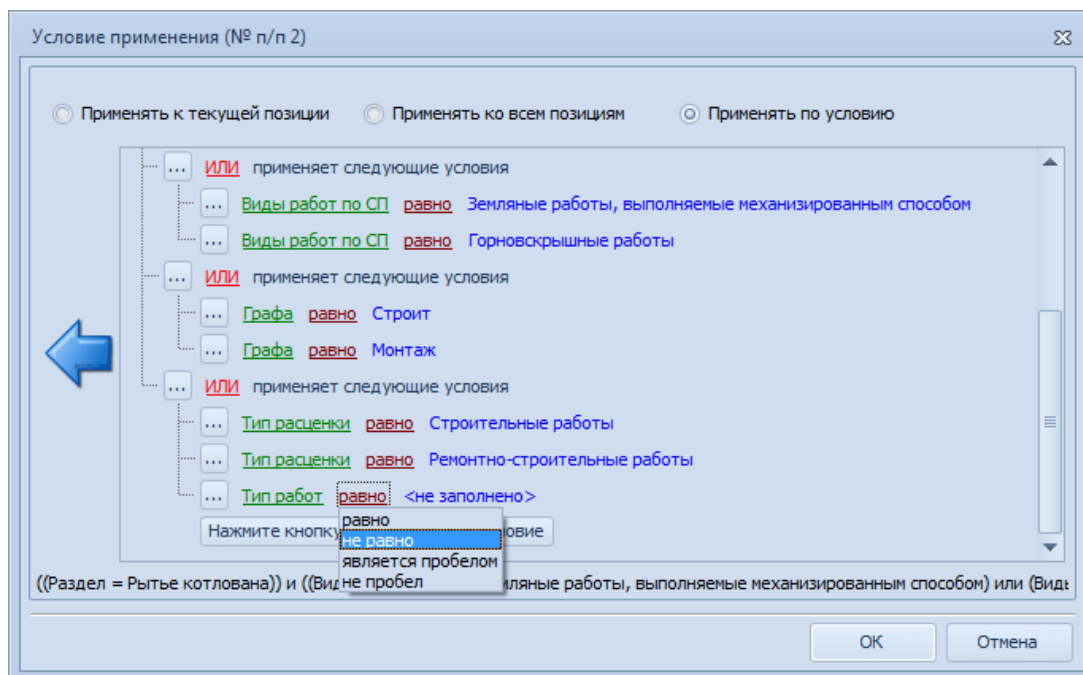 Условие применения (№ п/п 2)
Применять к текущей позиции Применять ко всем позициям Применять по условию
... ИЛИ применяет следующие условия
... Виды работ по СП равно Земляные работы, выполняемые механизированным способом
... Виды работ по СП равно Горновскрышные работы
... ИЛИ применяет следующие условия
... Графа равно Строит
... Графа равно Монтаж
... ИЛИ применяет следующие условия
... Тип расценки равно Строительные работы
... Тип расценки равно Ремонтно-строительные работы
... Тип работ равно <не заполнено>
равно
Нажмите кнопку овие
не равно
является пробелом
не пробел
((Раздел = Рытье котлована)) и ((Вид мляные работы, выполняемые механизированным способом) или (Виды
OK Отмена